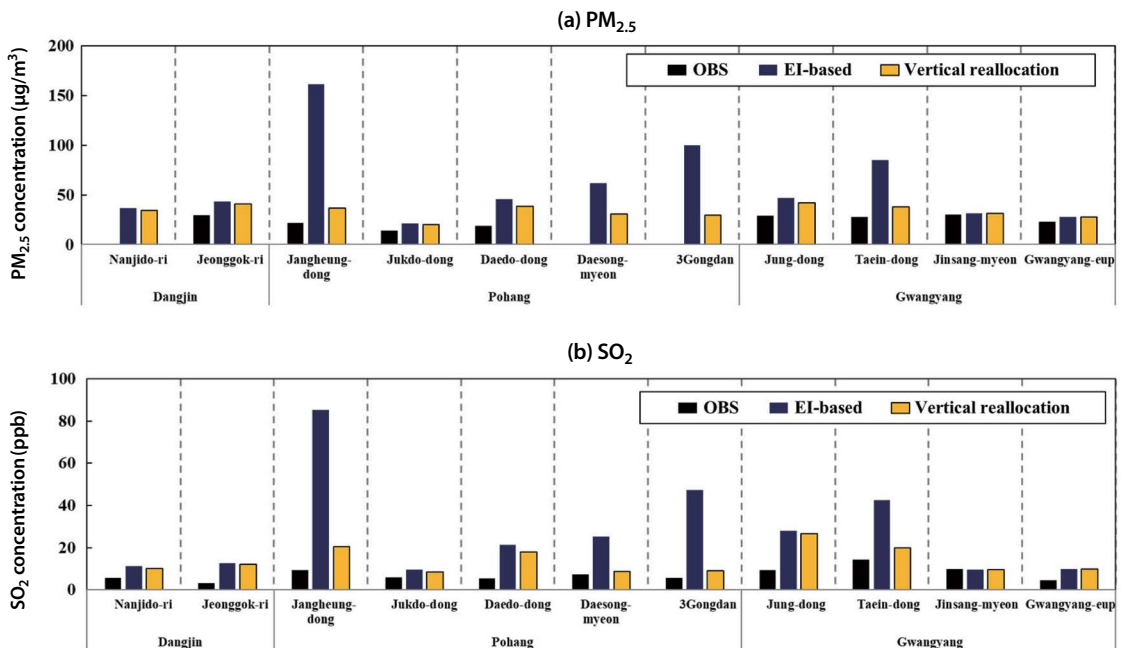 (a) PM2.5
PM2.5 concentration (μg/m3)
200
150
100
50
0
OBS EI-based Vertical reallocation
Nanjido-ri Jeonggok-ri Jangheung-dong Jukdo-dong Daedo-dong Daesong-myeon 3Gongdan Jung-dong Taein-dong Jinsang-myeon Gwangyang-eup
Dangjin Pohang Gwangyang
(b) SO2
SO2 concentration (ppb)
100
80
60
40
20
0
OBS EI-based Vertical reallocation
Nanjido-ri Jeonggok-ri Jangheung-dong Jukdo-dong Daedo-dong Daesong-myeon 3Gongdan Jung-dong Taein-dong Jinsang-myeon Gwangyang-eup
Dangjin Pohang Gwangyang